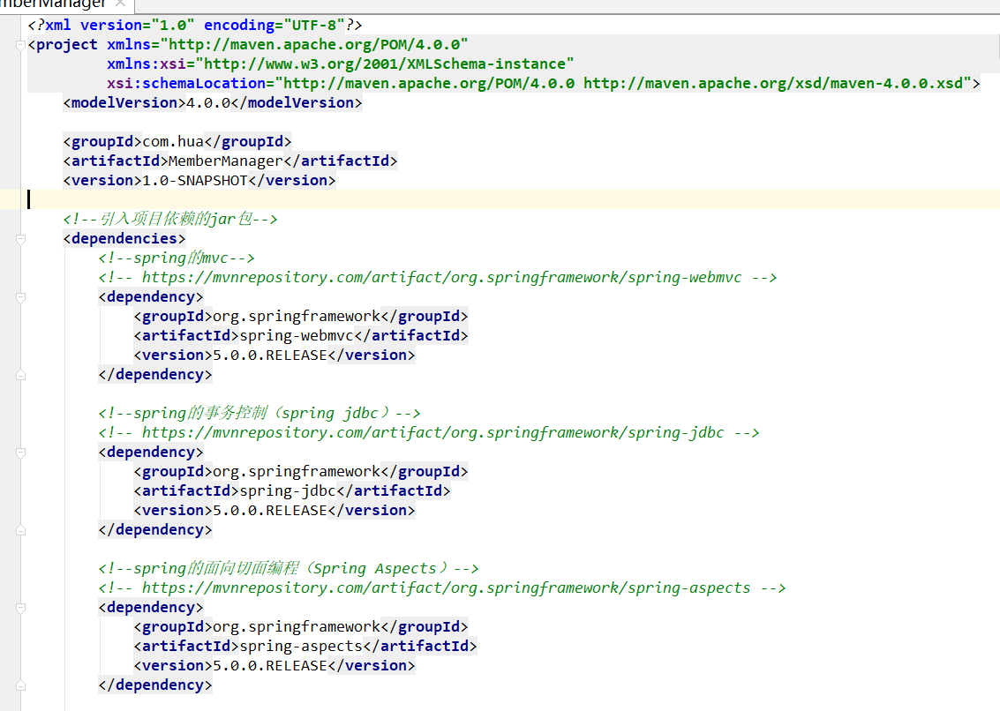 mberManager ×
<?xml version="1.0" encoding="UTF-8"?>
<project xmlns="http://maven.apache.org/POM/4.0.0"
         xmlns:xsi="http://www.w3.org/2001/XMLSchema-instance"
         xsi:schemaLocation="http://maven.apache.org/POM/4.0.0 http://maven.apache.org/xsd/maven-4.0.0.xsd">
    <modelVersion>4.0.0</modelVersion>
    <groupId>com.hua</groupId>
    <artifactId>MemberManager</artifactId>
    <version>1.0-SNAPSHOT</version>
    <!--引入项目依赖的jar包-->
    <dependencies>
        <!--spring的mvc-->
        <!-- https://mvnrepository.com/artifact/org.springframework/spring-webmvc -->
        <dependency>
            <groupId>org.springframework</groupId>
            <artifactId>spring-webmvc</artifactId>
            <version>5.0.0.RELEASE</version>
        </dependency>
        <!--spring的事务控制（spring jdbc）-->
        <!-- https://mvnrepository.com/artifact/org.springframework/spring-jdbc -->
        <dependency>
            <groupId>org.springframework</groupId>
            <artifactId>spring-jdbc</artifactId>
            <version>5.0.0.RELEASE</version>
        </dependency>
        <!--spring的面向切面编程（Spring Aspects）-->
        <!-- https://mvnrepository.com/artifact/org.springframework/spring-aspects -->
        <dependency>
            <groupId>org.springframework</groupId>
            <artifactId>spring-aspects</artifactId>
            <version>5.0.0.RELEASE</version>
        </dependency>